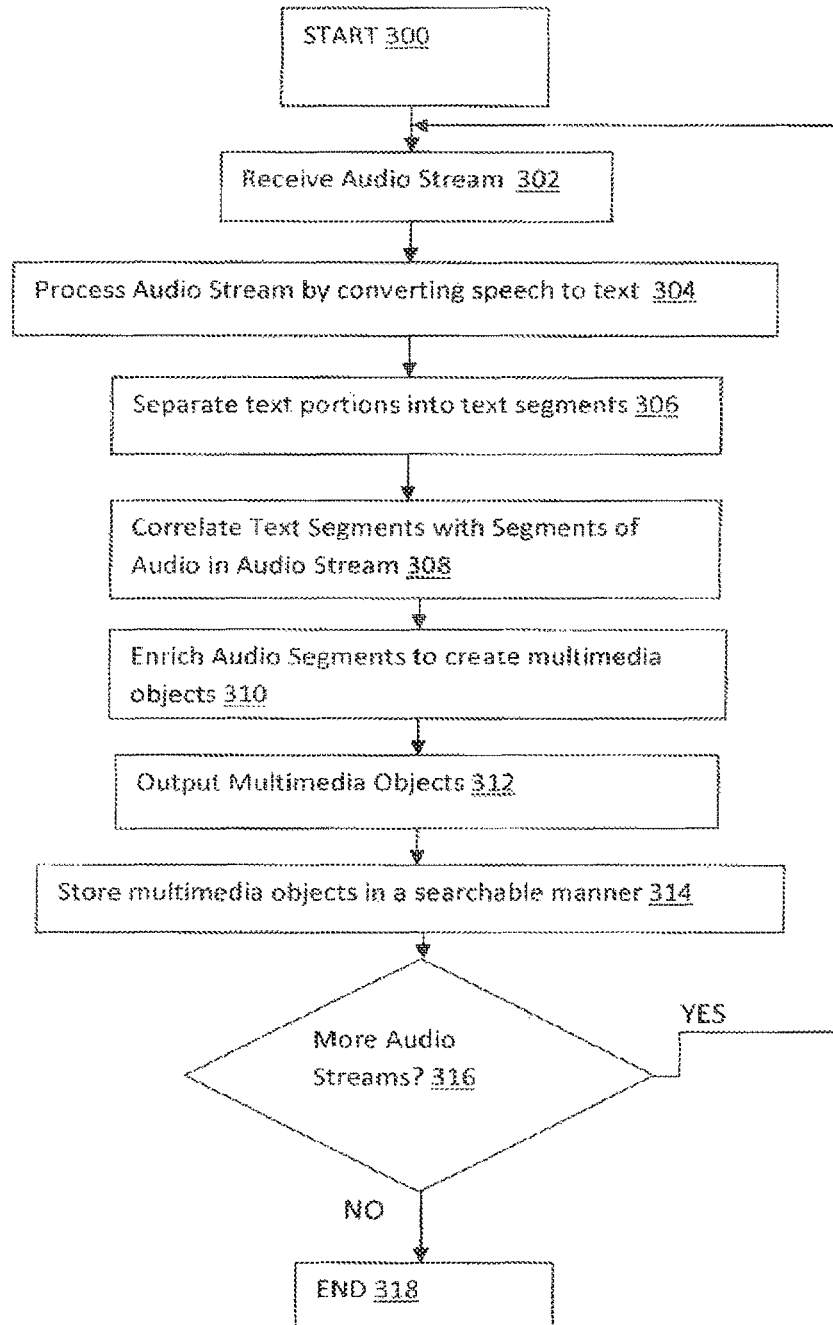 START 300
Receive Audio Stream 302
Process Audio Stream by converting speech to text 304
Separate text portions into text segments 306
Correlate Text Segments with Segments of
Audio in Audio Stream 308
Enrich Audio Segments to create multimedia
objects 310
Output Multimedia Objects 312
Store multimedia objects in a searchable manner 314
More Audio
Streams? 316
YES
NO
END 318